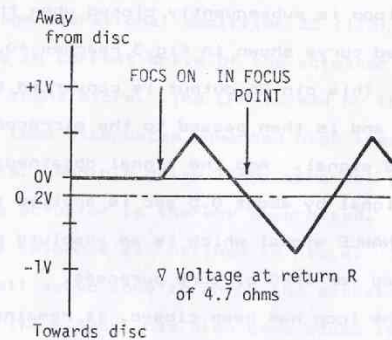 Away
from disc
FOCS ON IN FOCUS
POINT
+1V
0V
0.2V
-1V
∇ Voltage at return R
of 4.7 ohms
Towards disc